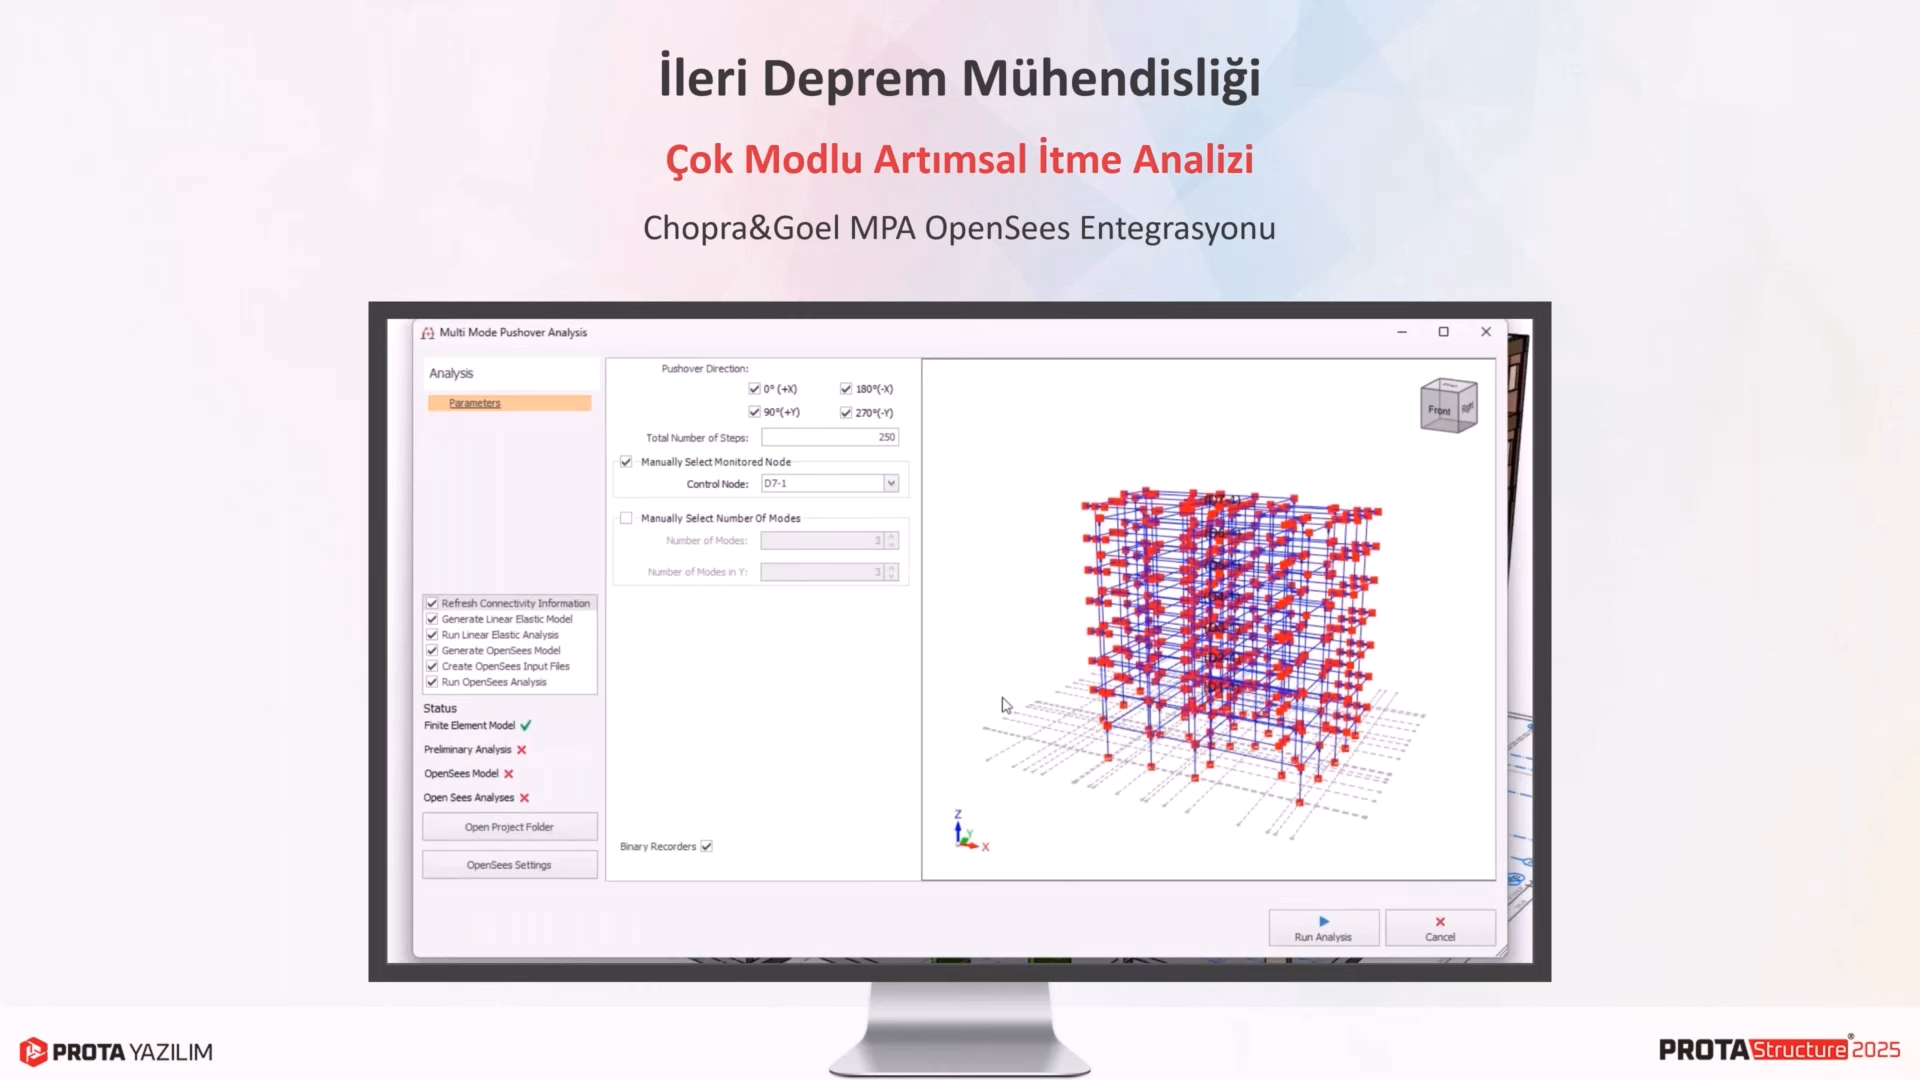 İleri Deprem Mühendisliği
Çok Modlu Artımsal İtme Analizi
Chopra&Goel MPA OpenSees Entegrasyonu
Multi Mode Pushover Analysis
Analysis
Parameters
Refresh Connectivity Information
Generate Linear Elastic Model
Run Linear Elastic Analysis
Generate OpenSees Model
Create OpenSees Input Files
Run OpenSees Analysis
Status
Finite Element Model
Preliminary Analysis
OpenSees Model
Open Sees Analyses
Open Project Folder
OpenSees Settings
Pushover Direction:
0° (+X) 180°(-X)
90°(+Y) 270°(-Y)
Total Number of Steps: 250
Manually Select Monitored Node
Control Node: D7-1
Manually Select Number Of Modes
Number of Modes: 3
Number of Modes in Y: 3
Binary Recorders
Front Right
Z
Y
X
Run Analysis
Cancel
PROTA YAZILIM
PROTAStructure® 2025